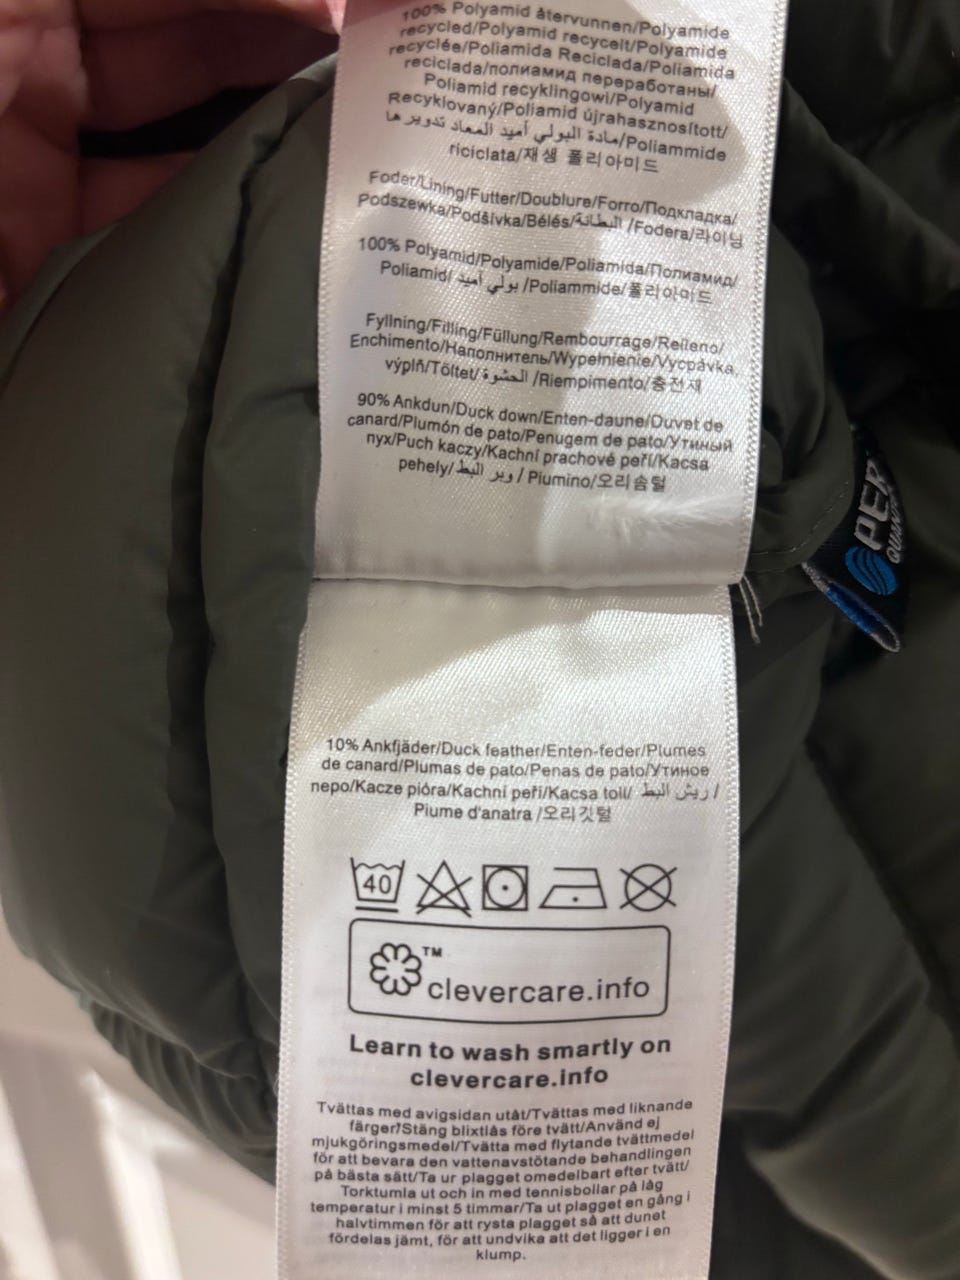 100% Polyamid återvunnen/Polyamide
recycled/Polyamid recycelt/Polyamide
recyclée/Poliamida Reciclada/Poliamida
reciclada/полиамид переработаны/
Poliamid recyklingowi/Polyamid
Recyklovaný/Poliamid újrahasznosított/
مادة البولي أميد المعاد تدويرها/Poliammide
riciclata/재생 폴리아미드
Foder/Lining/Futter/Doublure/Forro/Подкладка/
Podszewka/Podšívka/Bélés/البطانة/Fodera/라이닝
100% Polyamid/Polyamide/Poliamida/Полиамид/
Poliamid/بولي أميد/Poliammide/폴리아미드
Fyllning/Filling/Füllung/Rembourrage/Relleno/
Enchimento/Наполнитель/Wypełnienie/Vycpávka,
výplň/Töltet/الحشوة/Riempimento/충전재
90% Ankdun/Duck down/Enten-daune/Duvet de
canard/Plumón de pato/Penugem de pato/Утиный
пух/Puch kaczy/Kachní prachové peří/Kacsa
pehely/وبر البط/ Piumino/오리솜털
PER
QUAN
10% Ankfjäder/Duck feather/Enten-feder/Plumes
de canard/Plumas de pato/Penas de pato/Утиное
перо/Kacze pióra/Kachní peří/Kacsa toll/ ريش البط /
Piume d'anatra /오리깃털
40
TM
clevercare.info
Learn to wash smartly on
clevercare.info
Tvättas med avigsidan utåt/Tvättas med liknande
färger/Stäng blixtlås före tvätt/Använd ej
mjukgöringsmedel/Tvätta med flytande tvättmedel
för att bevara den vattenavstötande behandlingen
på bästa sätt/Ta ur plagget omedelbart efter tvätt/
Torktumla ut och in med tennisbollar på låg
temperatur i minst 5 timmar/Ta ut plagget en gång i
halvtimmen för att rysta plagget så att dunet
fördelas jämt, för att undvika att det ligger i en
klump.